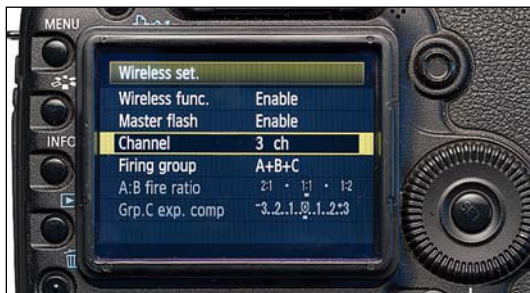 MENU
INFO
Wireless set.
Wireless func. Enable
Master flash Enable
Channel 3 ch
Firing group A+B+C
A:B fire ratio 2:1 • 1:1 • 1:2
Grp.C exp. comp ⁻3..2..1..0..1..2..⁺3
SET